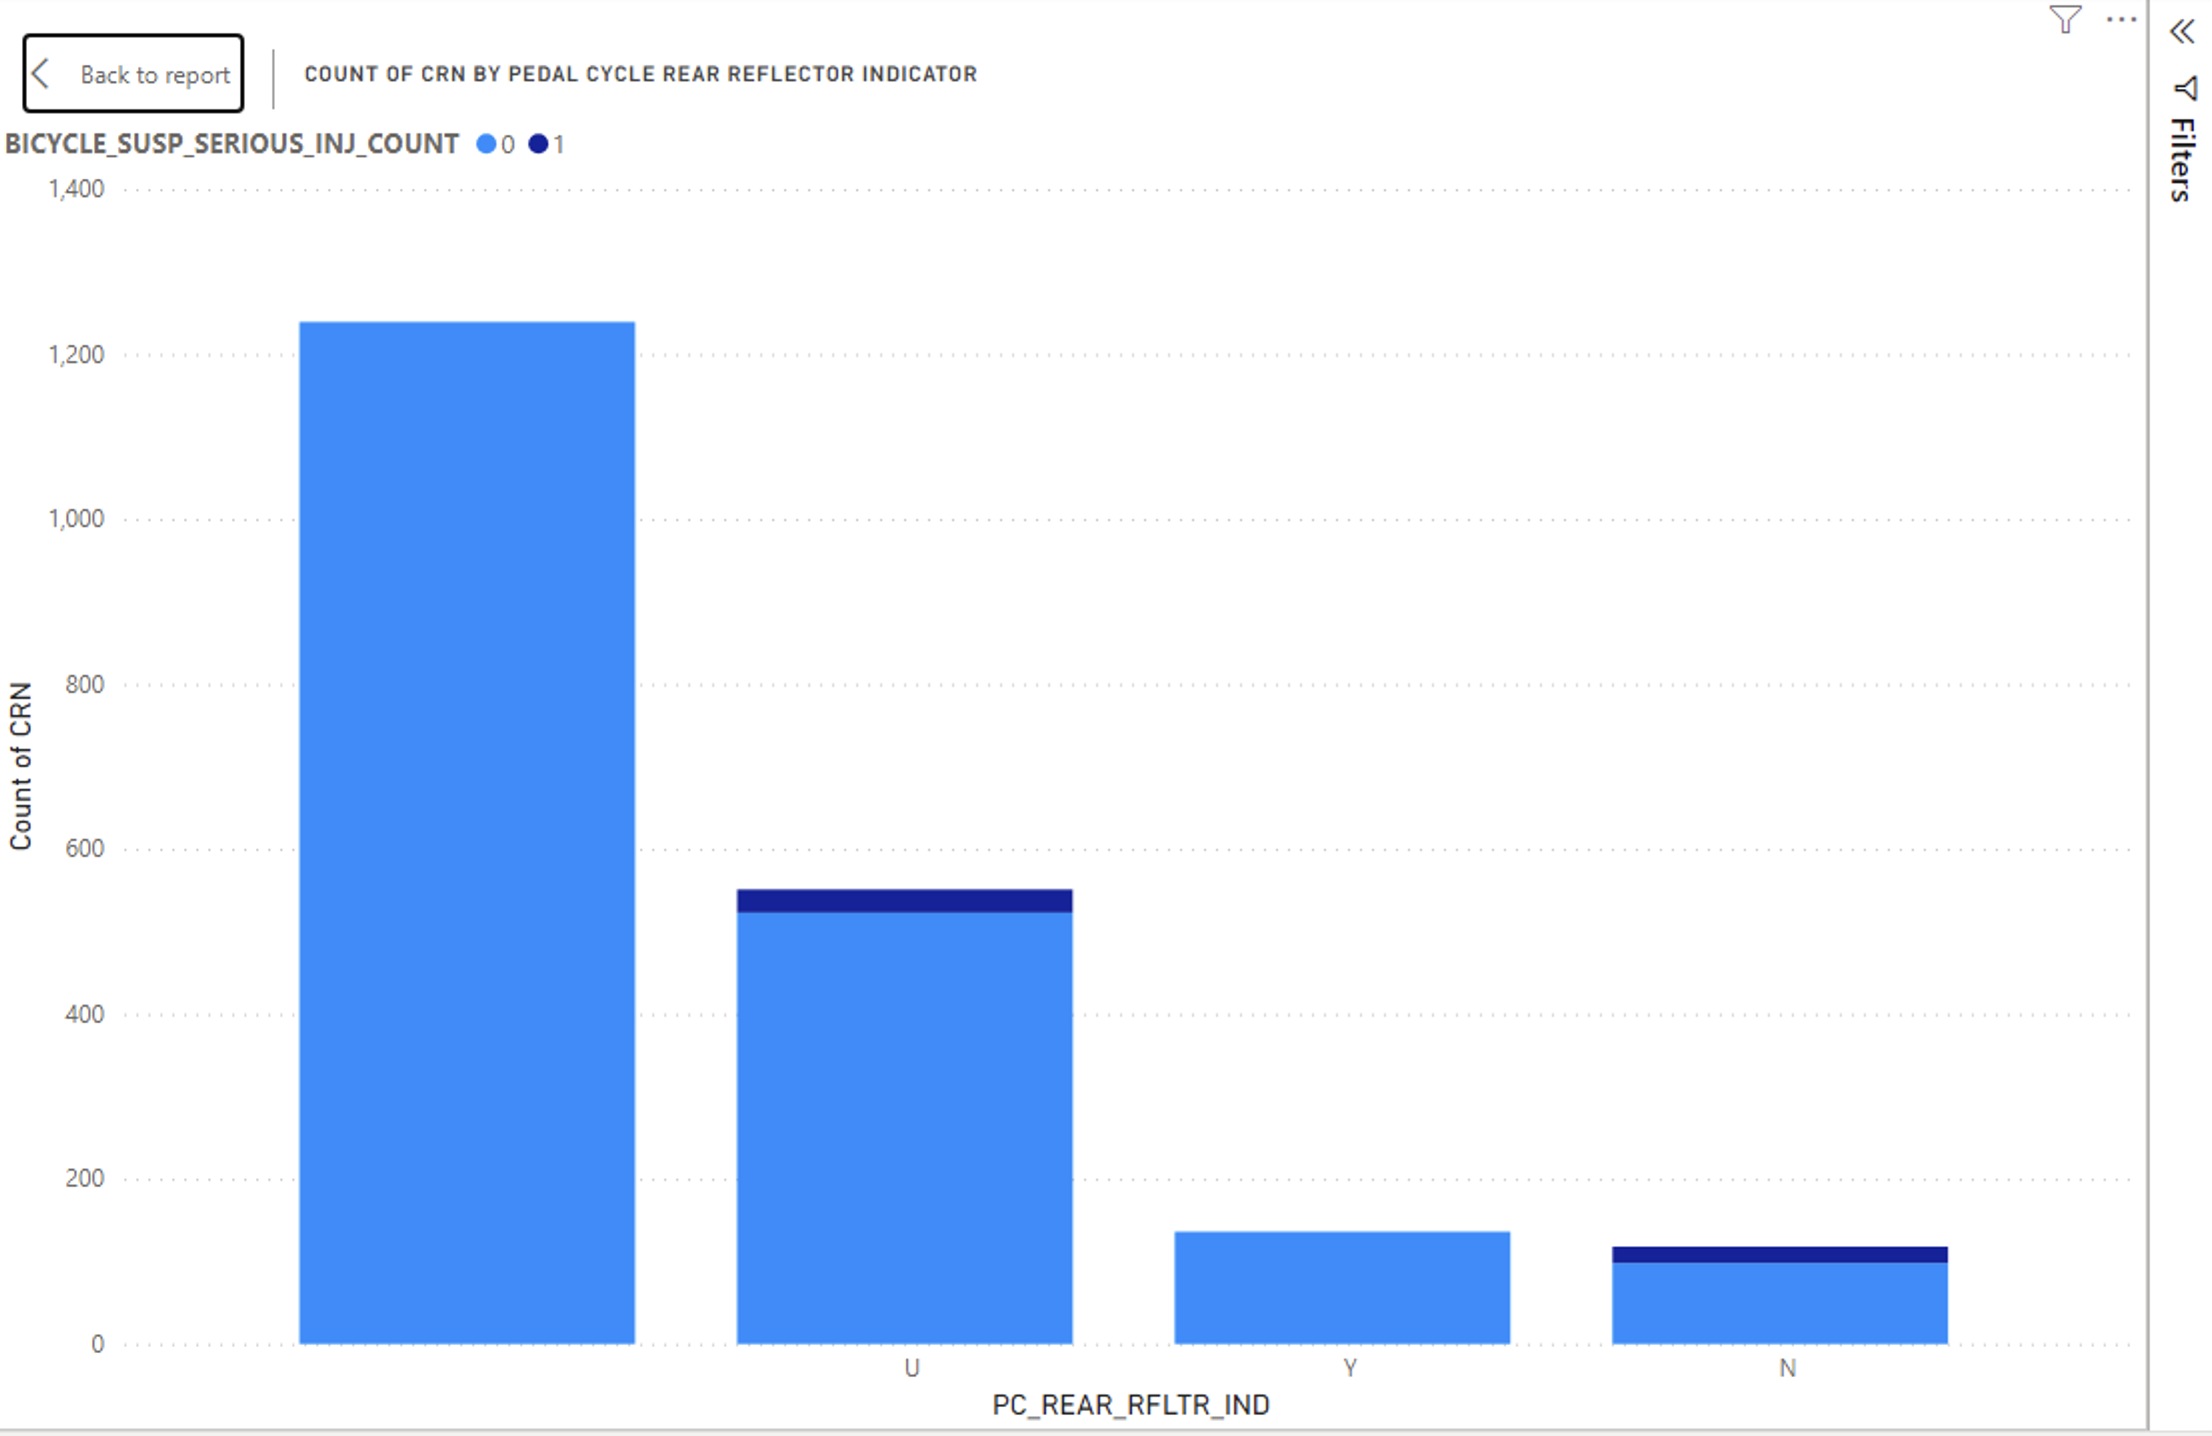 Back to report
COUNT OF CRN BY PEDAL CYCLE REAR REFLECTOR INDICATOR
BICYCLE_SUSP_SERIOUS_INJ_COUNT 0 1
1,400
1,200
1,000
800
600
400
200
0
Count of CRN
U Y N
PC_REAR_RFLTR_IND
Filters